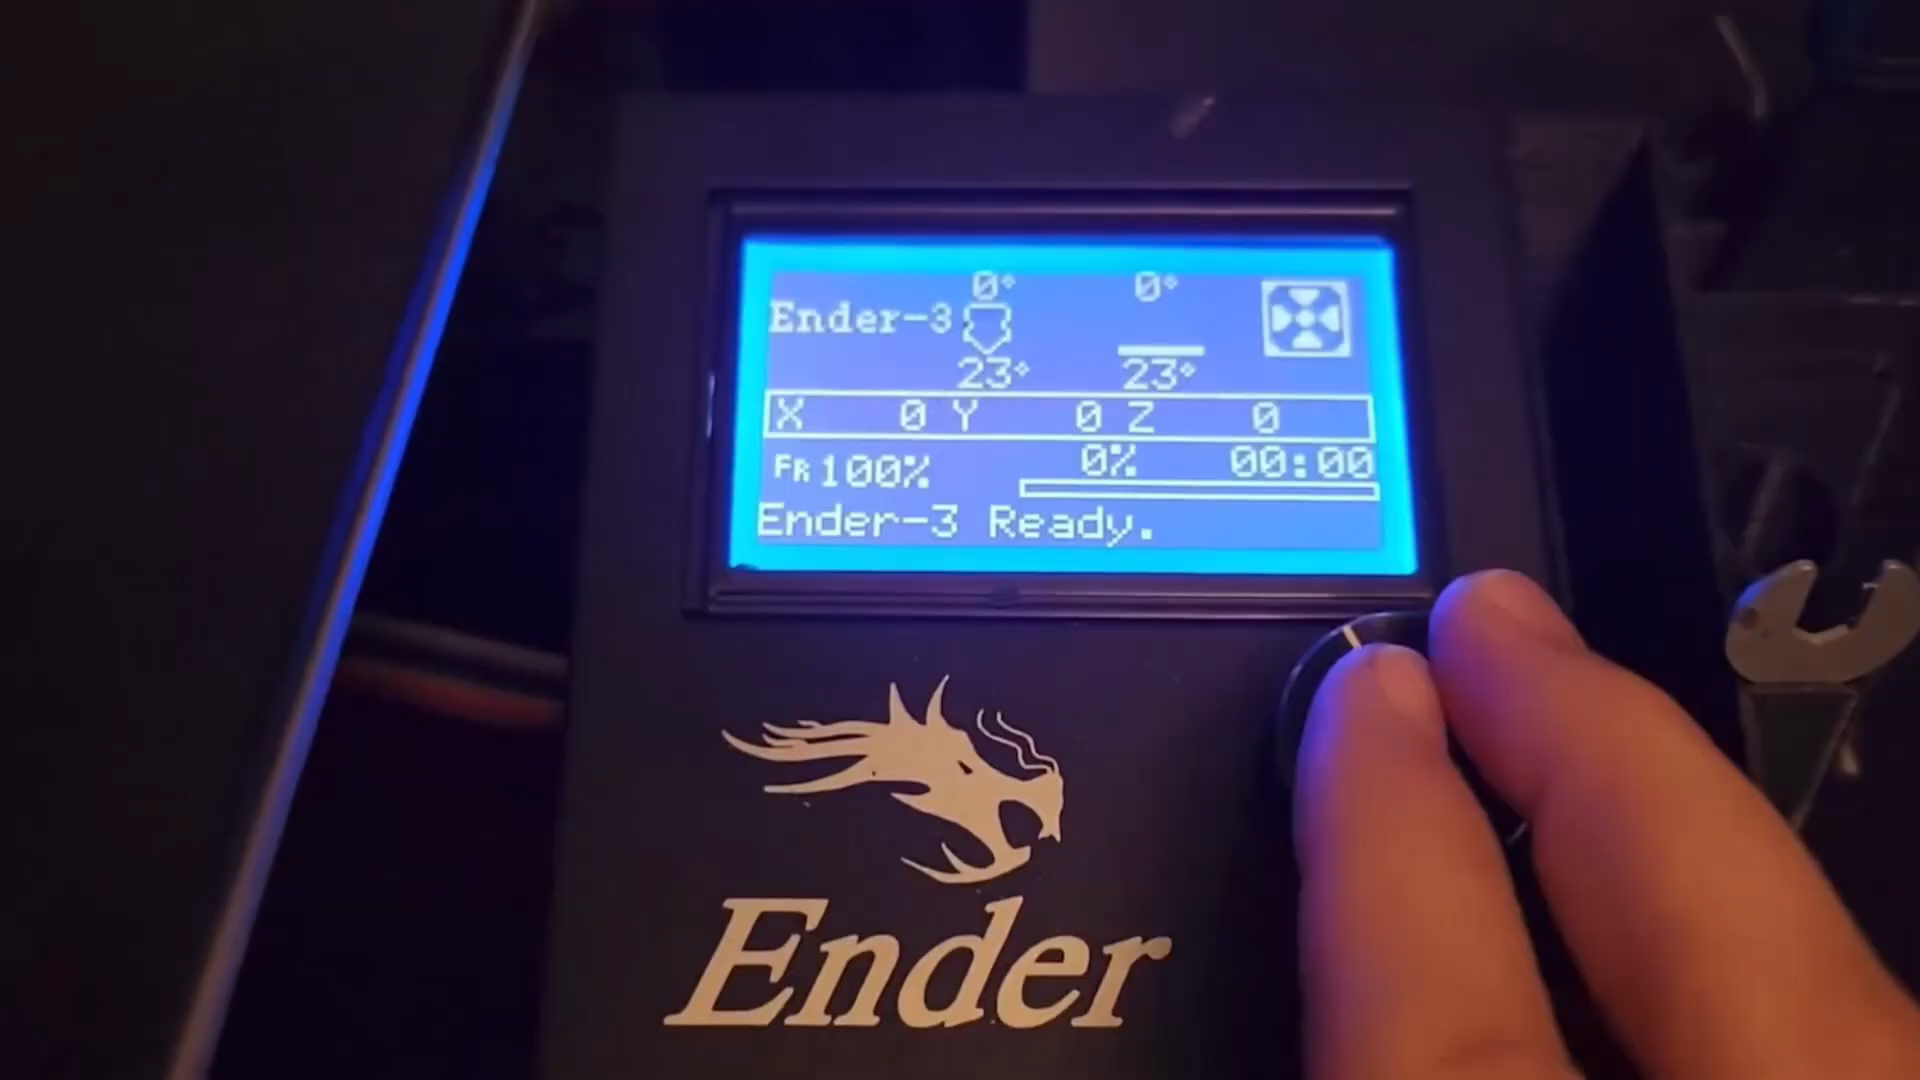 0° 0°
Ender-3
23° 23°
X 0 Y 0 Z 0
FR 100% 0% 00:00
Ender-3 Ready.
Ender